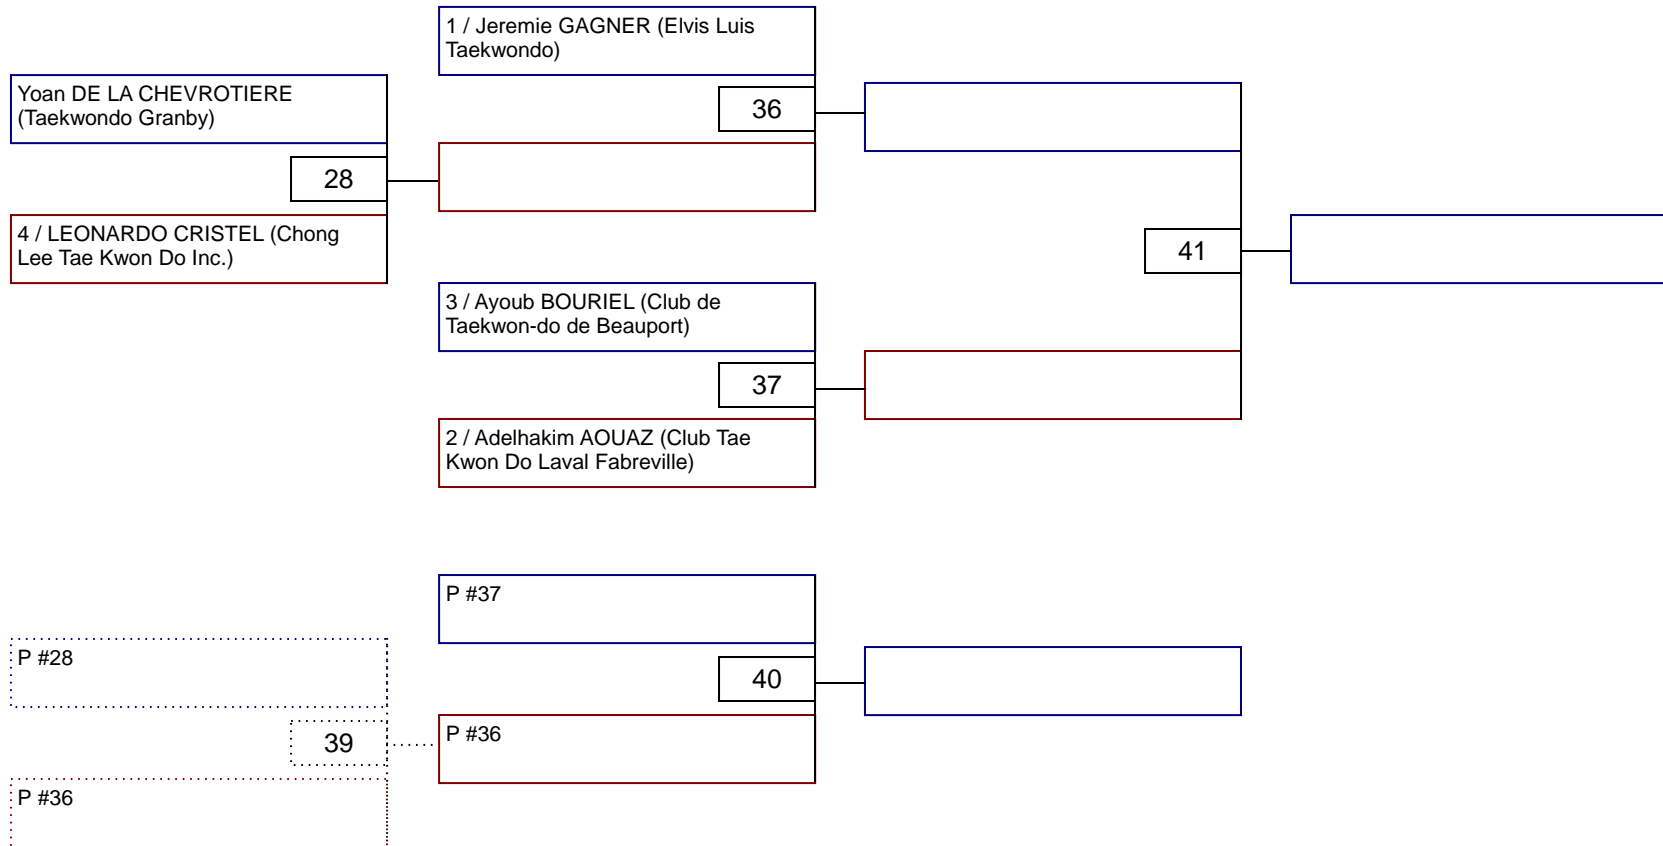 1 / Jeremie GAGNER (Elvis Luis
Taekwondo)
Yoan DE LA CHEVROTIERE
(Taekwondo Granby)
36
28
4 / LEONARDO CRISTEL (Chong
Lee Tae Kwon Do Inc.)
41
3 / Ayoub BOURIEL (Club de
Taekwon-do de Beauport)
37
2 / Adelhakim AOUAZ (Club Tae
Kwon Do Laval Fabreville)
P #37
P #28
40
P #36
39
P #36